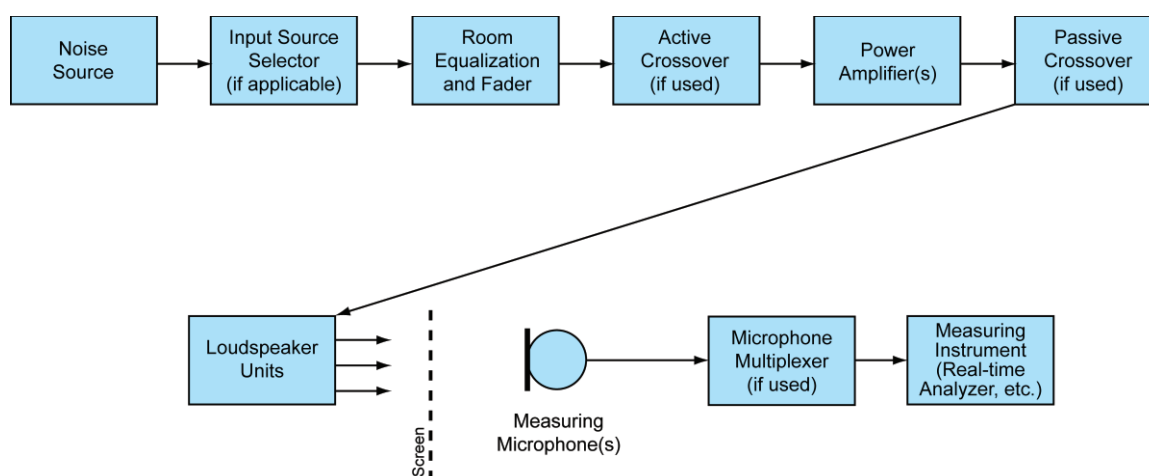 Noise
Source
Input Source
Selector
(if applicable)
Room
Equalization
and Fader
Active
Crossover
(if used)
Power
Amplifier(s)
Passive
Crossover
(if used)
Loudspeaker
Units
Screen
Measuring
Microphone(s)
Microphone
Multiplexer
(if used)
Measuring
Instrument
(Real-time
Analyzer, etc.)